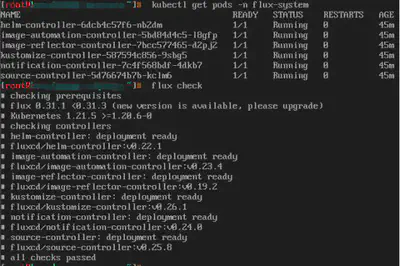 [root@ ]# kubectl get pods -n flux-system
NAME READY STATUS RESTARTS AGE
helm-controller-6dcb4c57f6-nb2dm 1/1 Running 0 45m
image-automation-controller-5bd84d4c5-l8gfp 1/1 Running 0 45m
image-reflector-controller-7bcc577465-d2pj2 1/1 Running 0 45m
kustomize-controller-587594c856-9sbg5 1/1 Running 0 45m
notification-controller-7c4f568bdf-4dkb7 1/1 Running 0 45m
source-controller-5d76674b7b-kclm6 1/1 Running 0 45m
[root@ ]# flux check
checking prerequisites
flux 0.31.1 <0.31.3 (new version is available, please upgrade)
Kubernetes 1.21.5 >=1.20.6-0
checking controllers
helm-controller: deployment ready
fluxcd/helm-controller:v0.22.1
image-automation-controller: deployment ready
fluxcd/image-automation-controller:v0.23.4
image-reflector-controller: deployment ready
fluxcd/image-reflector-controller:v0.19.2
kustomize-controller: deployment ready
fluxcd/kustomize-controller:v0.26.1
notification-controller: deployment ready
fluxcd/notification-controller:v0.24.0
source-controller: deployment ready
fluxcd/source-controller:v0.25.8
all checks passed